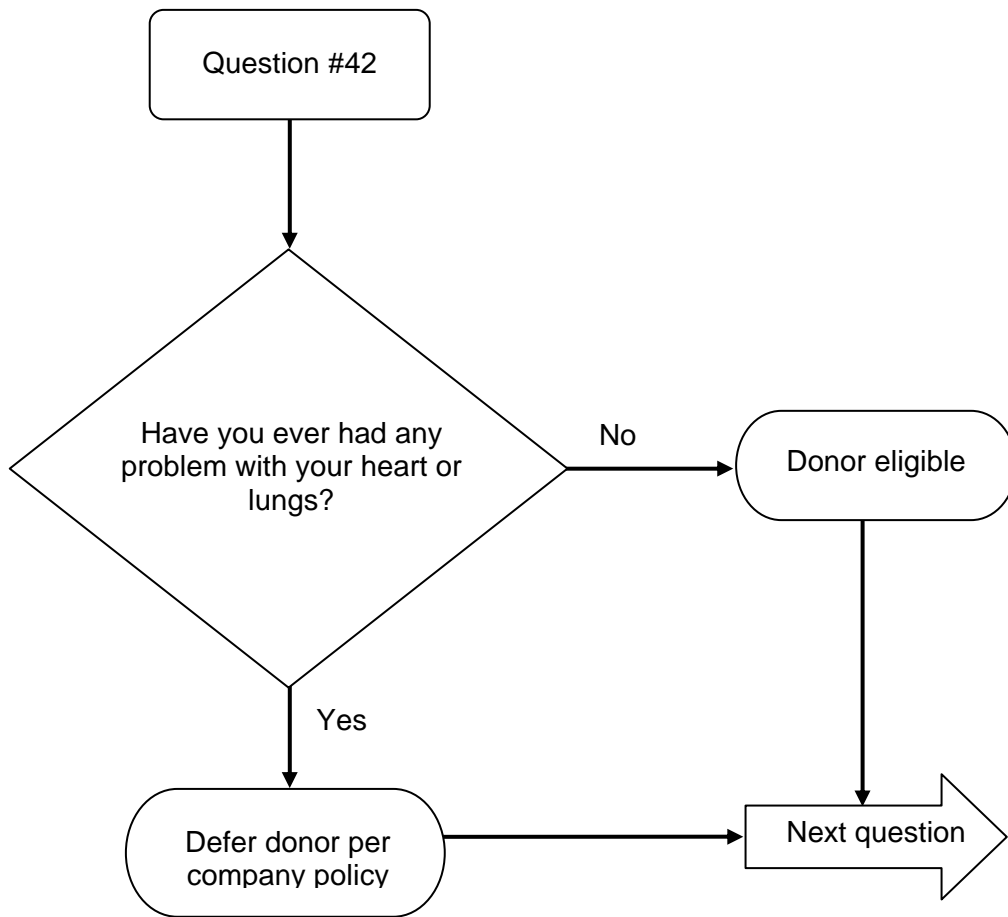 Question #42
Have you ever had any
problem with your heart or
lungs?
No
Donor eligible
Yes
Defer donor per
company policy
Next question